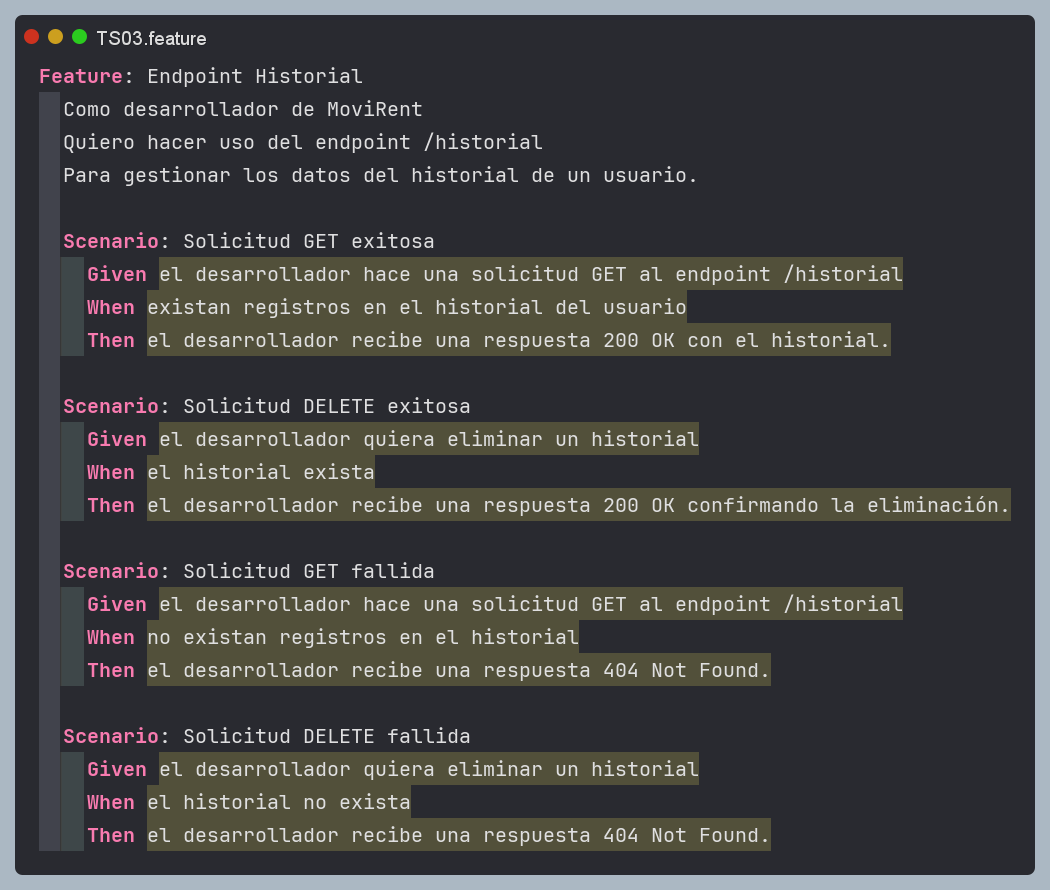 TS03.feature
Feature: Endpoint Historial
Como desarrollador de MoviRent
Quiero hacer uso del endpoint /historial
Para gestionar los datos del historial de un usuario.
Scenario: Solicitud GET exitosa
Given el desarrollador hace una solicitud GET al endpoint /historial
When existan registros en el historial del usuario
Then el desarrollador recibe una respuesta 200 OK con el historial.
Scenario: Solicitud DELETE exitosa
Given el desarrollador quiera eliminar un historial
When el historial exista
Then el desarrollador recibe una respuesta 200 OK confirmando la eliminación.
Scenario: Solicitud GET fallida
Given el desarrollador hace una solicitud GET al endpoint /historial
When no existan registros en el historial
Then el desarrollador recibe una respuesta 404 Not Found.
Scenario: Solicitud DELETE fallida
Given el desarrollador quiera eliminar un historial
When el historial no exista
Then el desarrollador recibe una respuesta 404 Not Found.